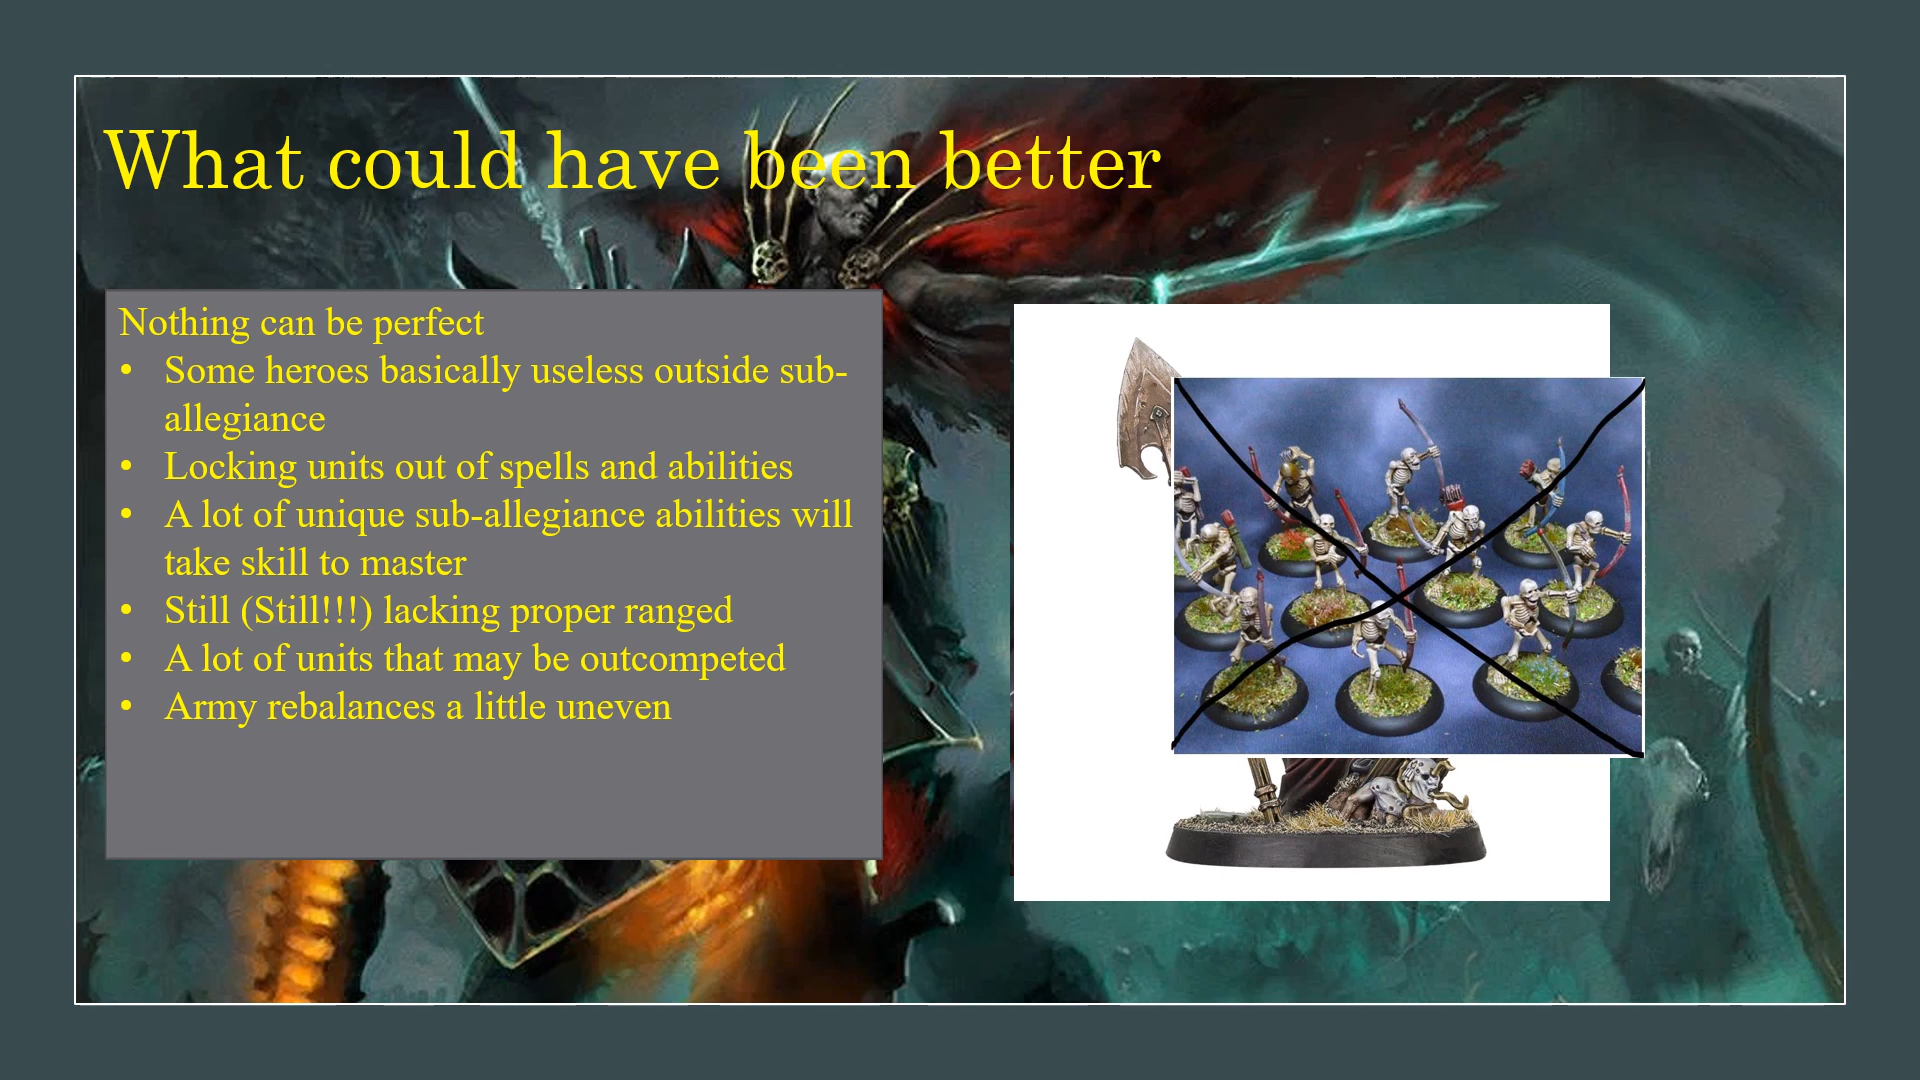 What could have been better
Nothing can be perfect
• Some heroes basically useless outside sub-
allegiance
• Locking units out of spells and abilities
• A lot of unique sub-allegiance abilities will
take skill to master
• Still (Still!!!) lacking proper ranged
• A lot of units that may be outcompeted
• Army rebalances a little uneven